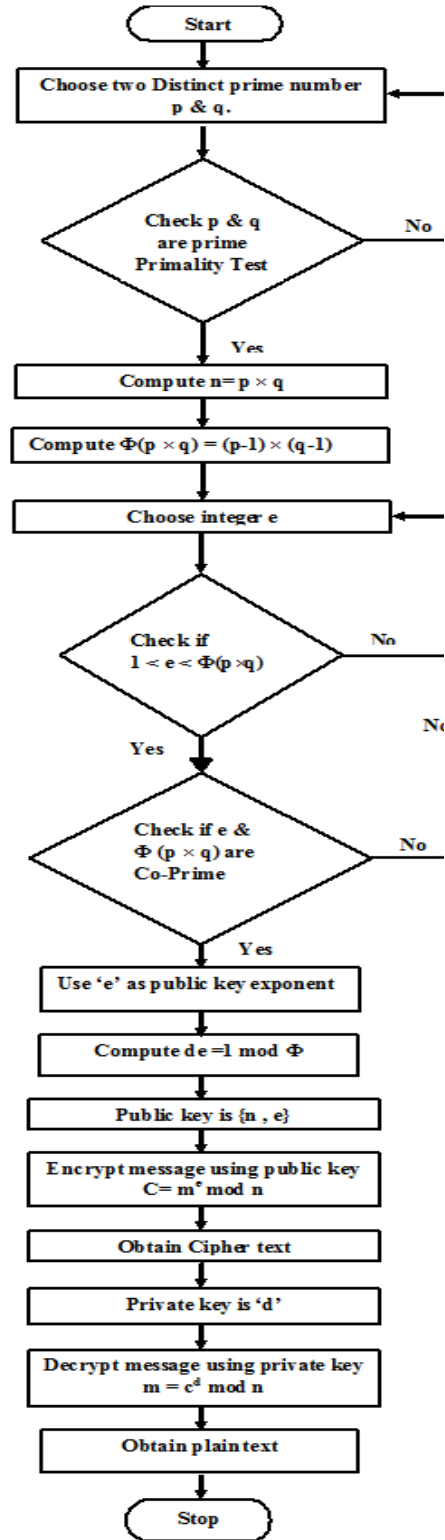 Start
Choose two Distinct prime number
p & q.
Check p & q
are prime
Primality Test
No
Yes
Compute n= p × q
Compute Φ(p × q) = (p-1) × (q-1)
Choose integer e
Check if
1 < e < Φ(p×q)
No
No
Yes
Check if e &
Φ (p × q) are
Co-Prime
No
Yes
Use ‘e’ as public key exponent
Compute de =1 mod Φ
Public key is {n , e}
Encrypt message using public key
C= mᵉ mod n
Obtain Cipher text
Private key is ‘d’
Decrypt message using private key
m = cᵈ mod n
Obtain plain text
Stop